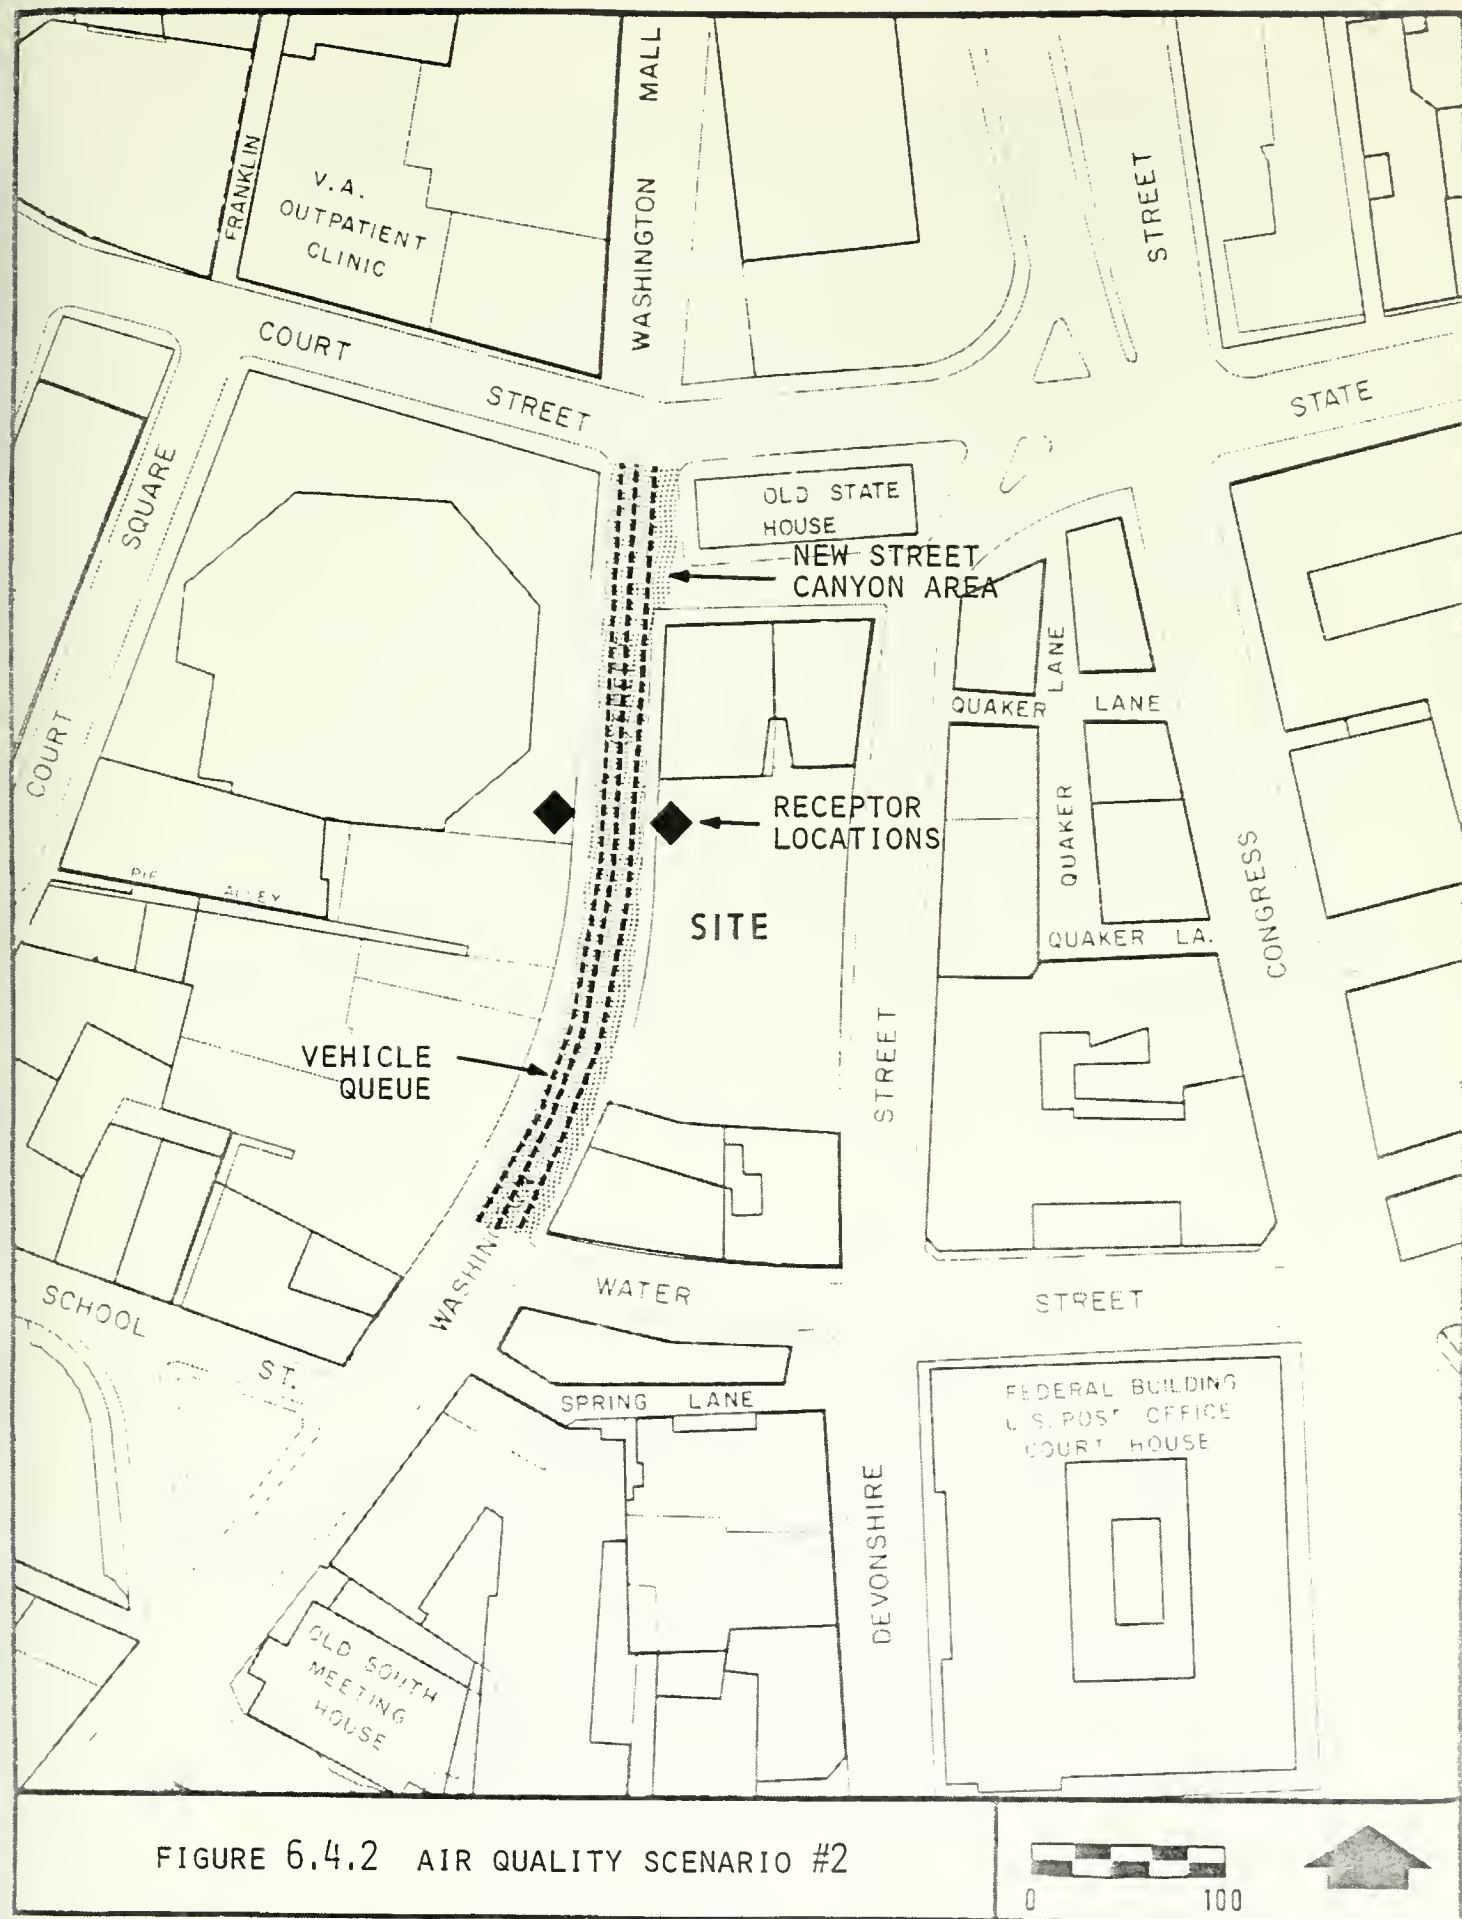 WASHINGTON MALL
FRANKLIN
V.A.
OUTPATIENT
CLINIC
STREET
COURT
STREET
STATE
COURT SQUARE
OLD STATE
HOUSE
NEW STREET
CANYON AREA
LANE
QUAKER LANE
QUAKER
RECEPTOR
LOCATIONS
PIE ALLEY
SITE
QUAKER LA.
CONGRESS
VEHICLE
QUEUE
STREET
WASHING
WATER
STREET
SCHOOL
ST.
SPRING LANE
FEDERAL BUILDING
U.S. POST OFFICE
COURT HOUSE
DEVONSHIRE
OLD SOUTH
MEETING
HOUSE
FIGURE 6.4.2 AIR QUALITY SCENARIO #2
0 100